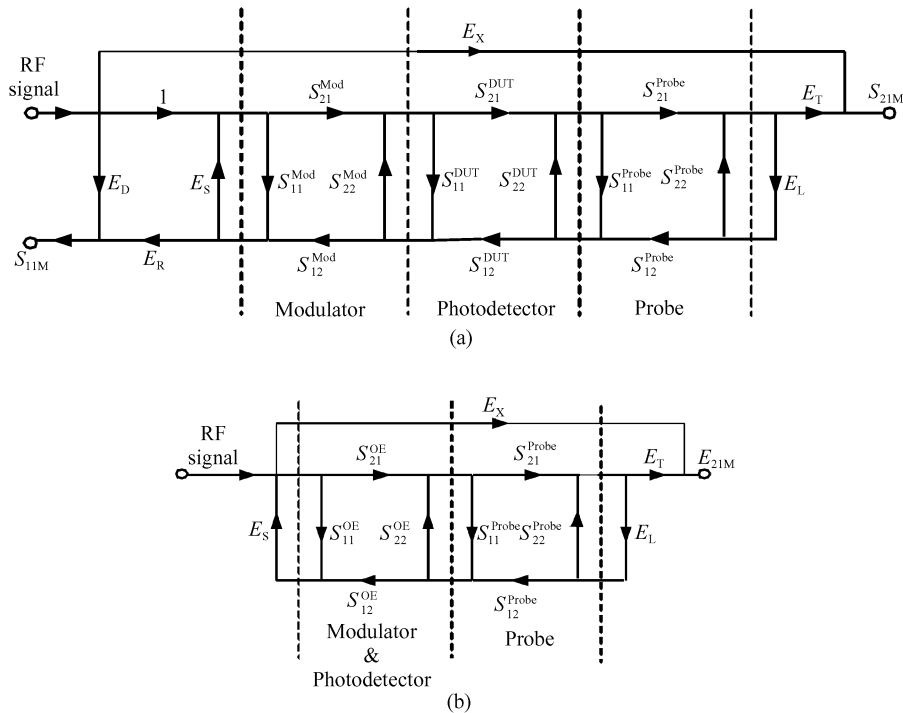 E_X
RF
signal
1
S_21^Mod
S_21^DUT
S_21^Probe
E_T
S_21M
E_D
E_S
S_11^Mod
S_22^Mod
S_11^DUT
S_22^DUT
S_11^Probe
S_22^Probe
E_L
S_11M
E_R
S_12^Mod
S_12^DUT
S_12^Probe
Modulator
Photodetector
Probe
(a)
E_X
RF
signal
S_21^OE
S_21^Probe
E_T
E_21M
E_S
S_11^OE
S_22^OE
S_11^Probe
S_22^Probe
E_L
S_12^OE
S_12^Probe
Modulator
&
Photodetector
Probe
(b)